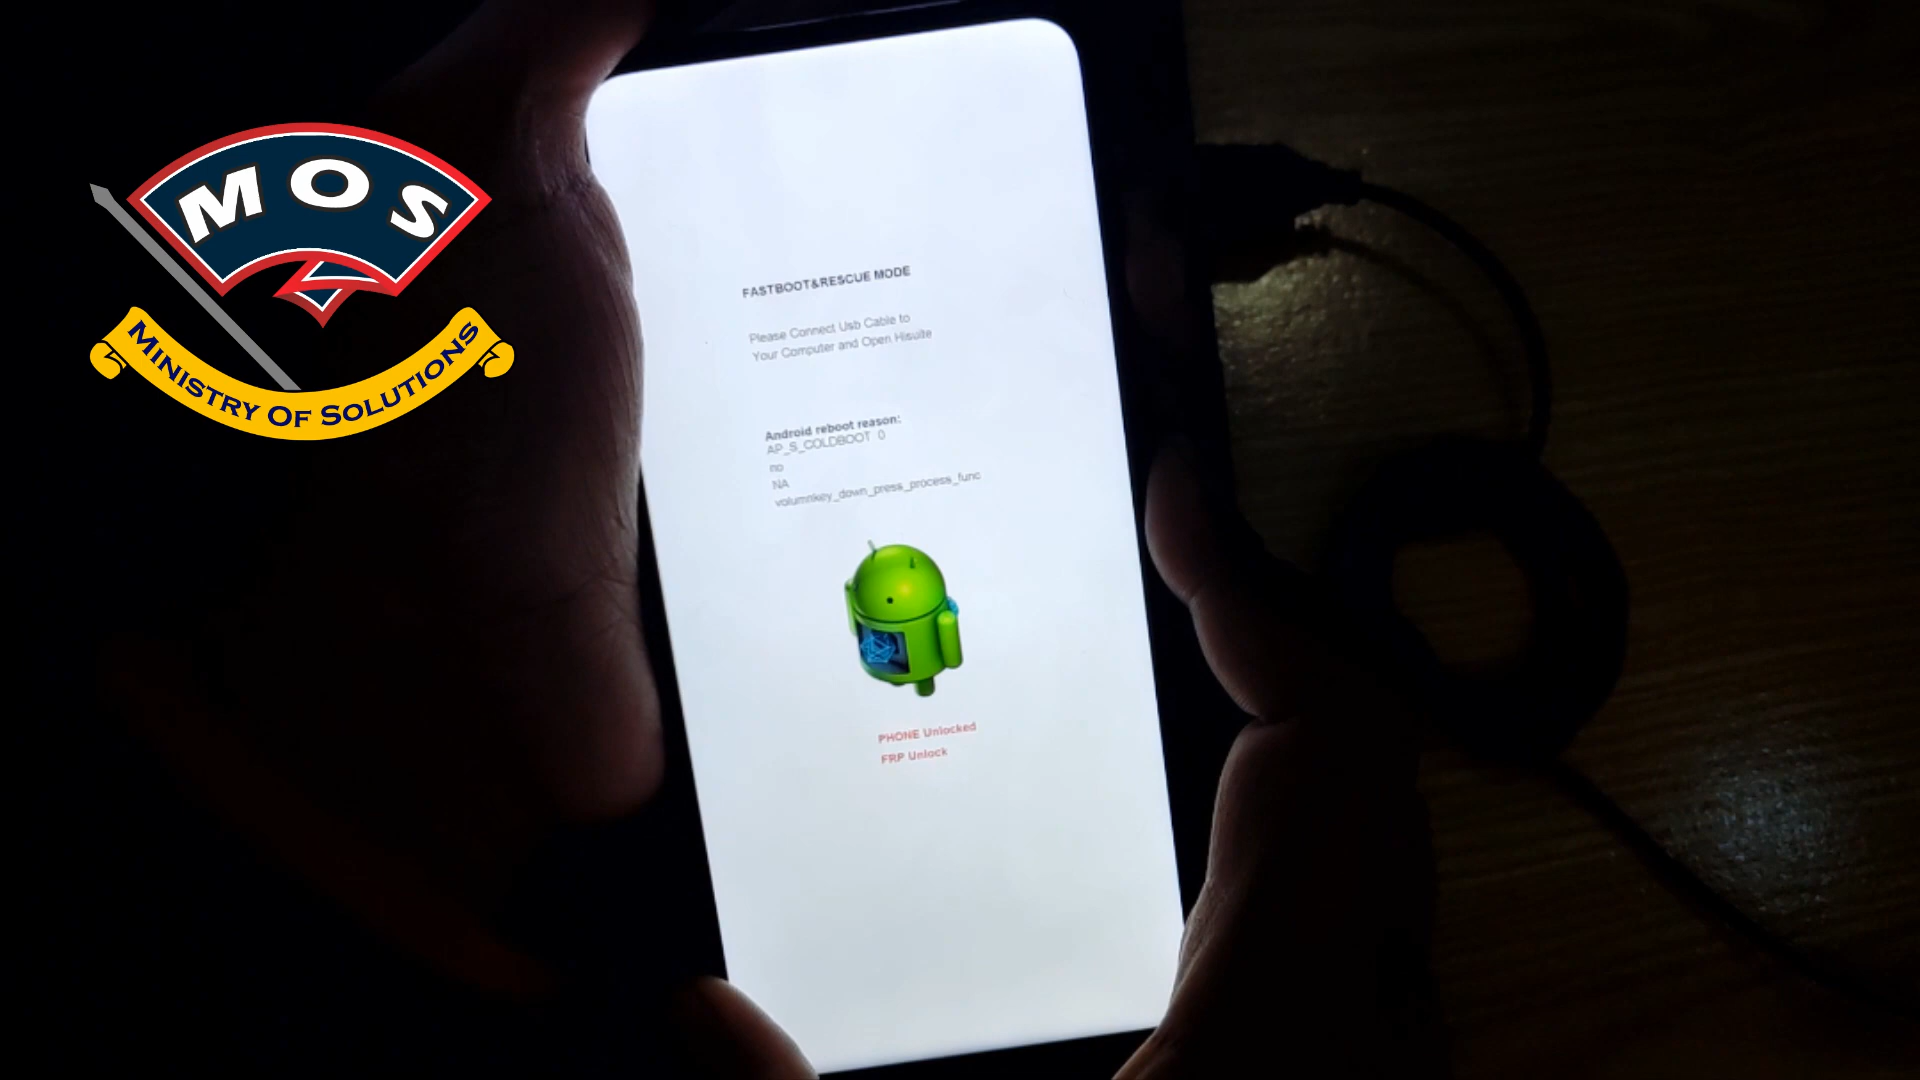 MOS
MINISTRY OF SOLUTIONS
FASTBOOT&RESCUE MODE
Please Connect Usb Cable to
Your Computer and Open Hisuite
Android reboot reason:
AP_S_COLDBOOT 0
no
NA
volumnkey_down_press_process_func
PHONE Unlocked
FRP Unlock